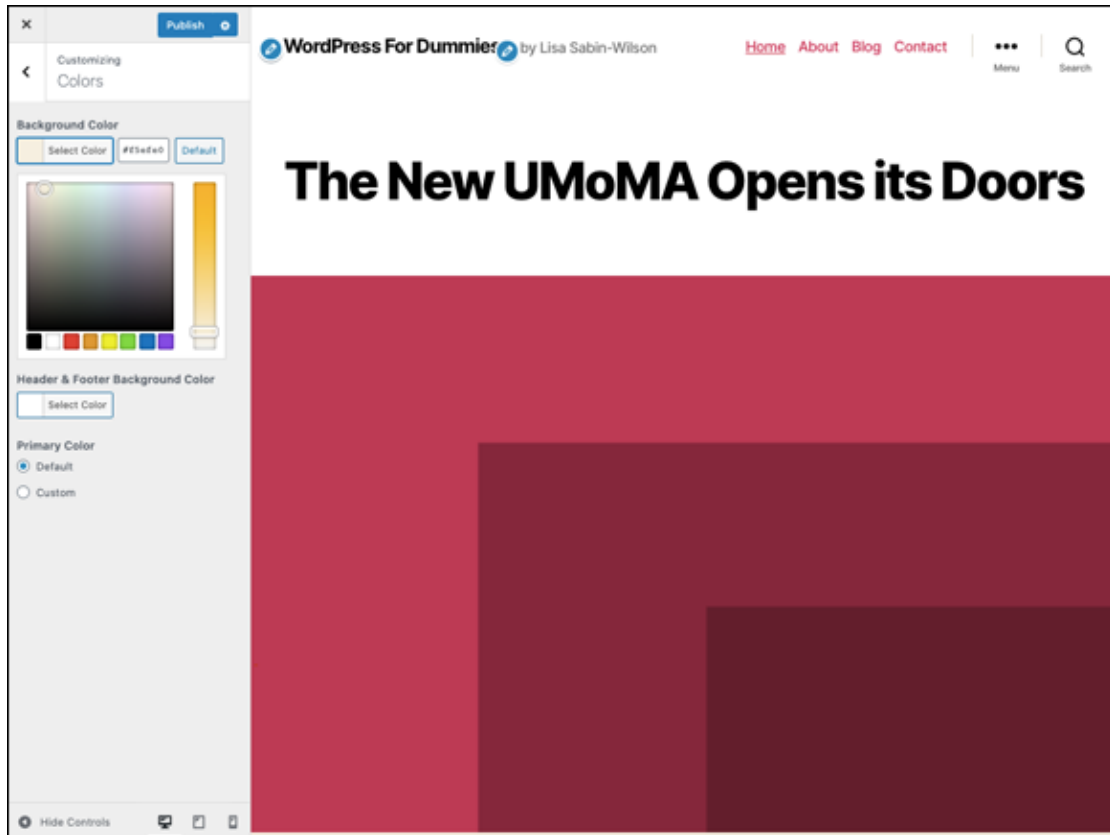 Publish
Customizing
Colors
Background Color
Select Color #f5efe0 Default
Header & Footer Background Color
Select Color
Primary Color
Default
Custom
Hide Controls
WordPress For Dummies by Lisa Sabin-Wilson
Home About Blog Contact
Menu
Search
The New UMoMA Opens its Doors